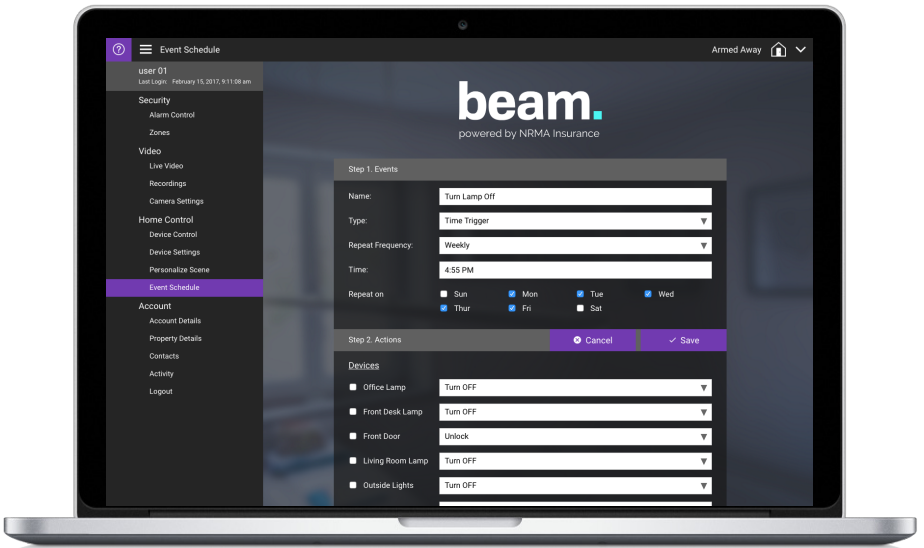 Event Schedule
Armed Away
user 01
Last Login: February 15, 2017, 9:11:08 am
Security
Alarm Control
Zones
Video
Live Video
Recordings
Camera Settings
Home Control
Device Control
Device Settings
Personalize Scene
Event Schedule
Account
Account Details
Property Details
Contacts
Activity
Logout
beam.
powered by NRMA Insurance
Step 1. Events
Name: Turn Lamp Off
Type: Time Trigger
Repeat Frequency: Weekly
Time: 4:55 PM
Repeat on Sun Mon Tue Wed
Thur Fri Sat
Step 2. Actions Cancel Save
Devices
Office Lamp Turn OFF
Front Desk Lamp Turn OFF
Front Door Unlock
Living Room Lamp Turn OFF
Outside Lights Turn OFF